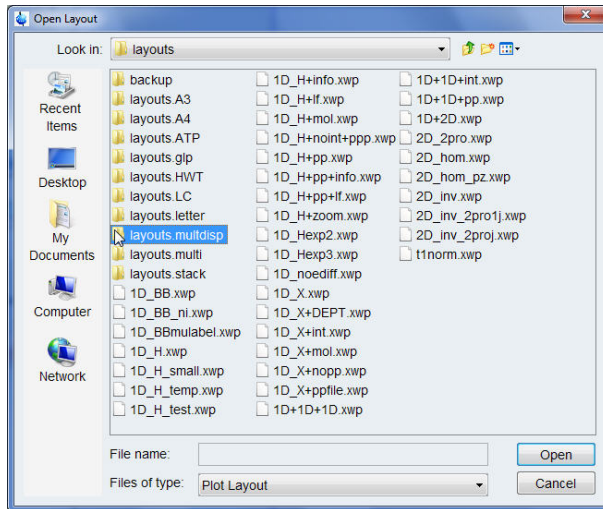 Open Layout
Look in: layouts
Recent Items
Desktop
My Documents
Computer
Network
backup
layouts.A3
layouts.A4
layouts.ATP
layouts.glp
layouts.HWT
layouts.LC
layouts.letter
layouts.multdisp
layouts.multi
layouts.stack
1D_BB.xwp
1D_BB_ni.xwp
1D_BBmulabel.xwp
1D_H.xwp
1D_H_small.xwp
1D_H_temp.xwp
1D_H_test.xwp
1D_H+info.xwp
1D_H+lf.xwp
1D_H+mol.xwp
1D_H+noint+ppp.xwp
1D_H+pp.xwp
1D_H+pp+info.xwp
1D_H+pp+lf.xwp
1D_H+zoom.xwp
1D_Hexp2.xwp
1D_Hexp3.xwp
1D_noediff.xwp
1D_X.xwp
1D_X+DEPT.xwp
1D_X+int.xwp
1D_X+mol.xwp
1D_X+nopp.xwp
1D_X+ppfile.xwp
1D+1D+1D.xwp
1D+1D+int.xwp
1D+1D+pp.xwp
1D+2D.xwp
2D_2pro.xwp
2D_hom.xwp
2D_hom_pz.xwp
2D_inv.xwp
2D_inv_2pro1j.xwp
2D_inv_2proj.xwp
t1norm.xwp
File name:
Open
Files of type: Plot Layout
Cancel